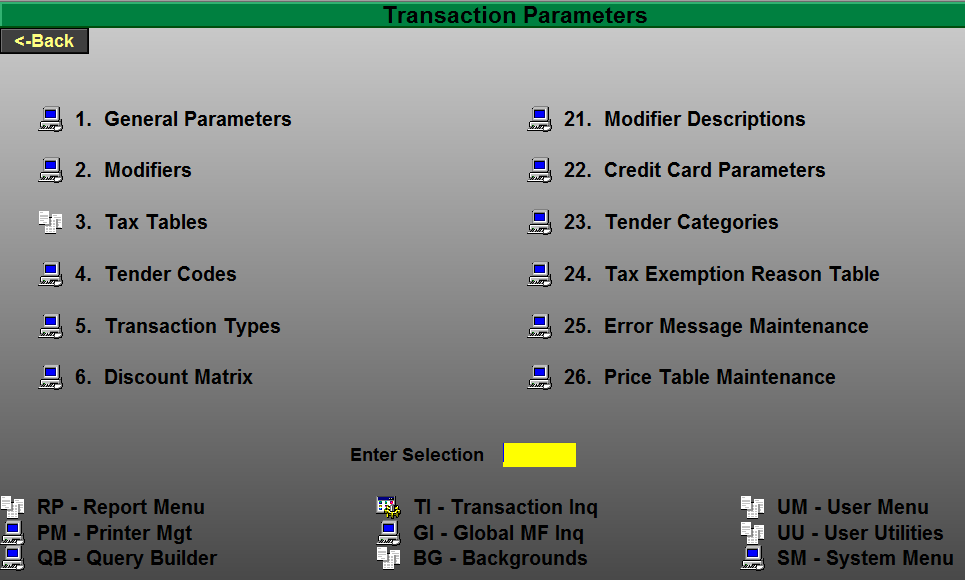 Transaction Parameters
<-Back
1. General Parameters
2. Modifiers
3. Tax Tables
4. Tender Codes
5. Transaction Types
6. Discount Matrix
21. Modifier Descriptions
22. Credit Card Parameters
23. Tender Categories
24. Tax Exemption Reason Table
25. Error Message Maintenance
26. Price Table Maintenance
Enter Selection
RP - Report Menu
PM - Printer Mgt
QB - Query Builder
TI - Transaction Inq
GI - Global MF Inq
BG - Backgrounds
UM - User Menu
UU - User Utilities
SM - System Menu